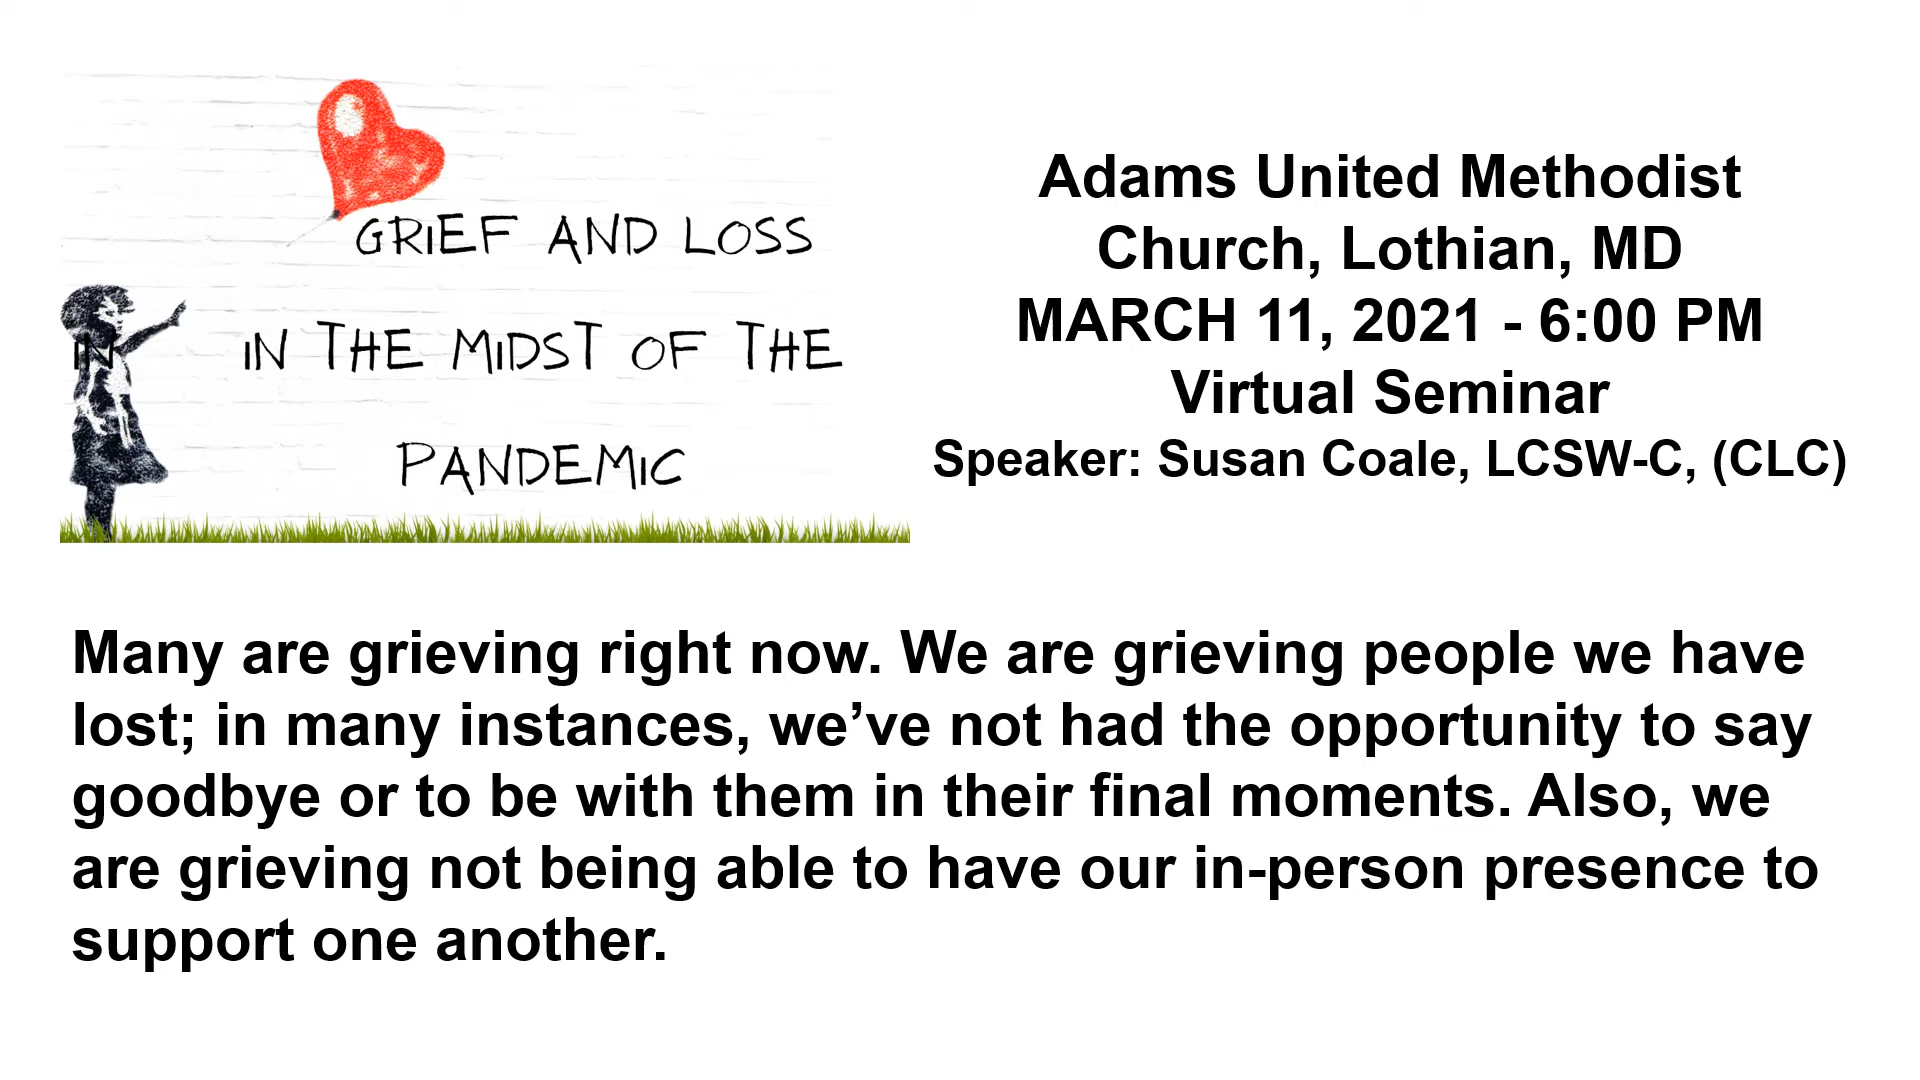 GRIEF AND LOSS
IN IN THE MIDST OF THE
PANDEMIC
Adams United Methodist
Church, Lothian, MD
MARCH 11, 2021 - 6:00 PM
Virtual Seminar
Speaker: Susan Coale, LCSW-C, (CLC)
Many are grieving right now. We are grieving people we have
lost; in many instances, we’ve not had the opportunity to say
goodbye or to be with them in their final moments. Also, we
are grieving not being able to have our in-person presence to
support one another.